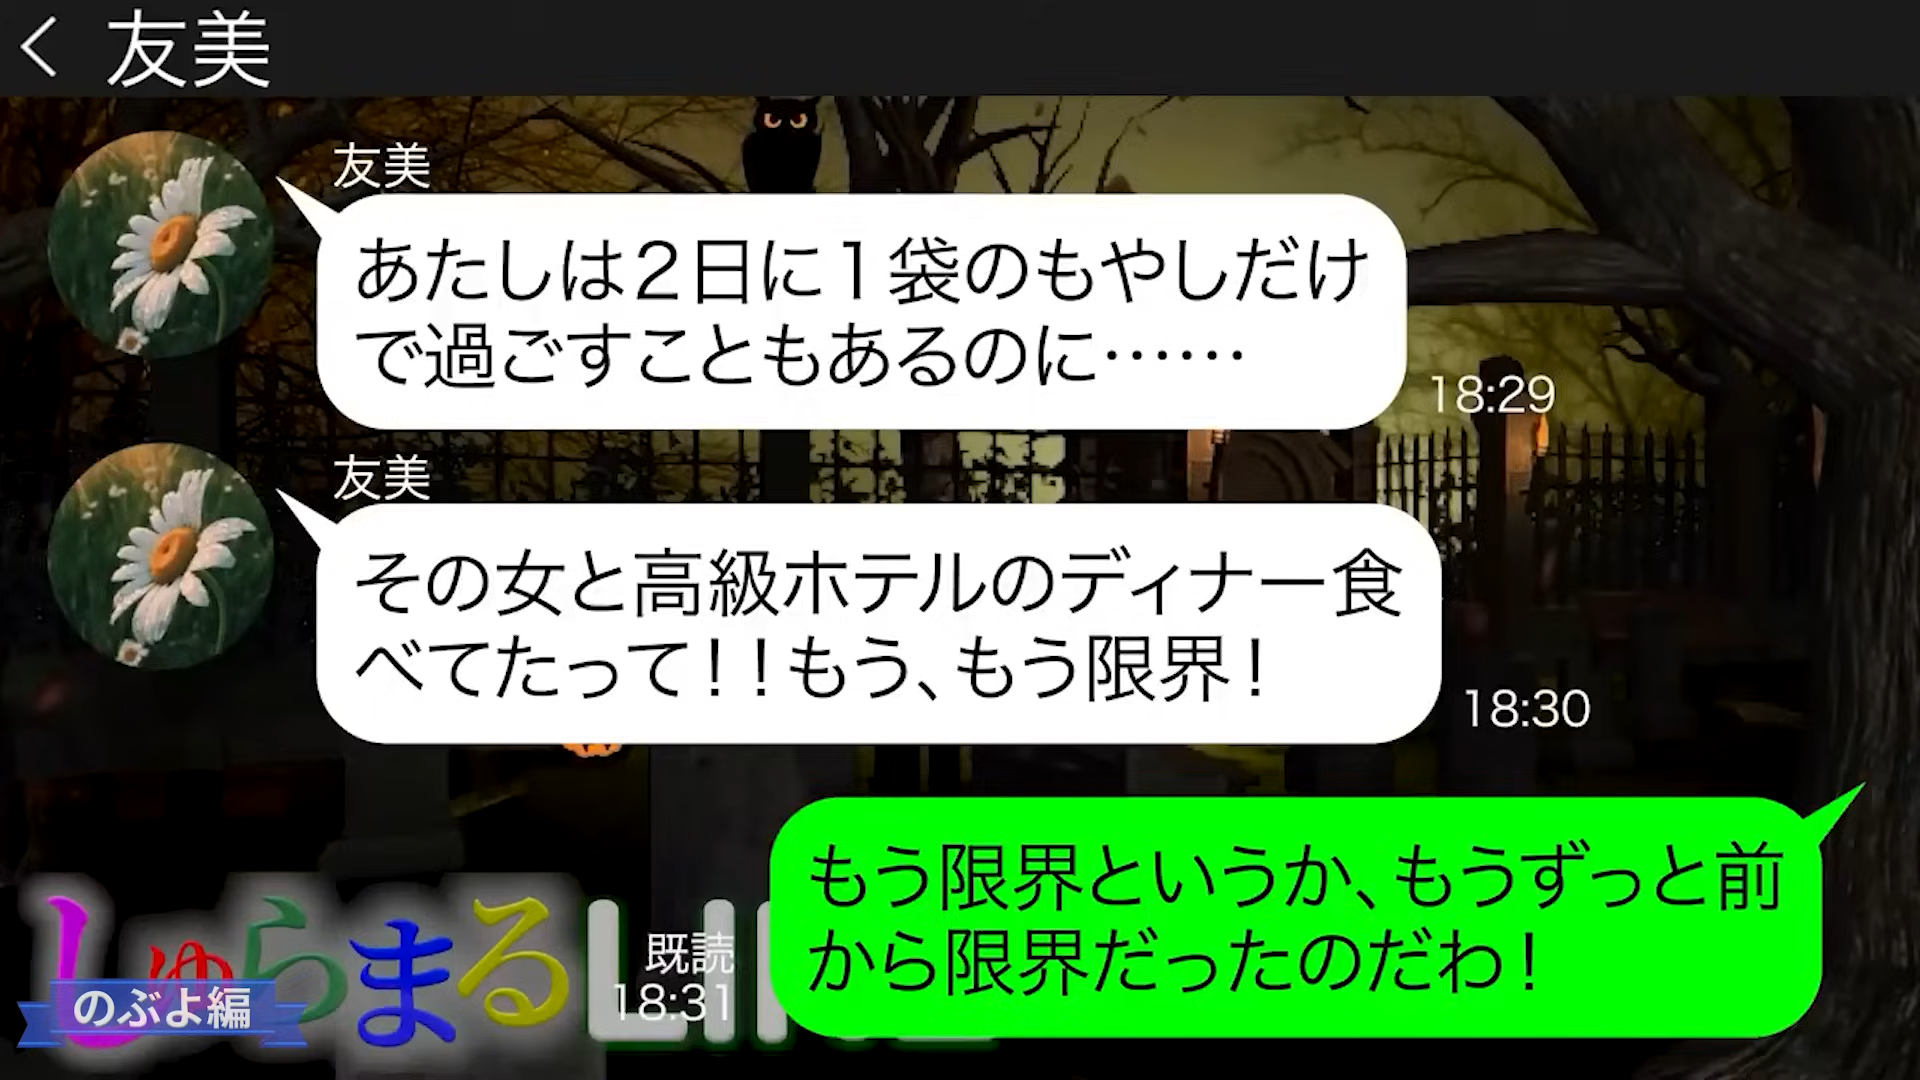 友美
友美
あたしは2日に1袋のもやしだけ
で過ごすこともあるのに……
18:29
友美
その女と高級ホテルのディナー食
べてたって！！もう、もう限界！
18:30
もう限界というか、もうずっと前
から限界だったのだわ！
既読
18:31
しゅらまる
のぶよ編